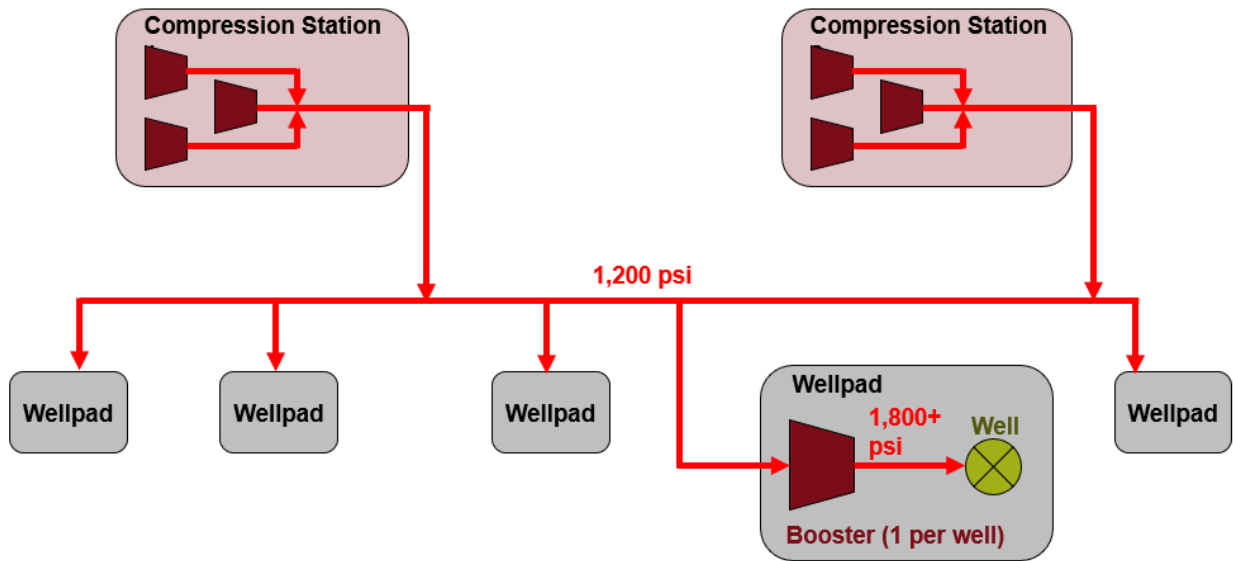 Compression Station
Compression Station
1,200 psi
Wellpad
Wellpad
Wellpad
Wellpad
1,800+
psi
Well
Booster (1 per well)
Wellpad